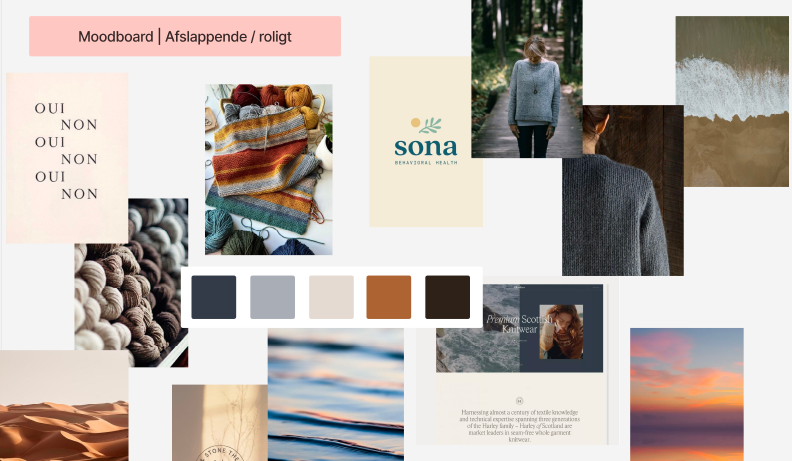 Moodboard | Afslappende / roligt
OUI
NON
OUI
NON
OUI
NON
sona
BEHAVIORAL HEALTH
Premium Scottish
Knitwear
Harnessing almost a century of textile knowledge
and technical expertise spanning three generations
of the Harley family – Harley of Scotland are
market leaders in seam-free whole garment
knitwear.
STONE THE